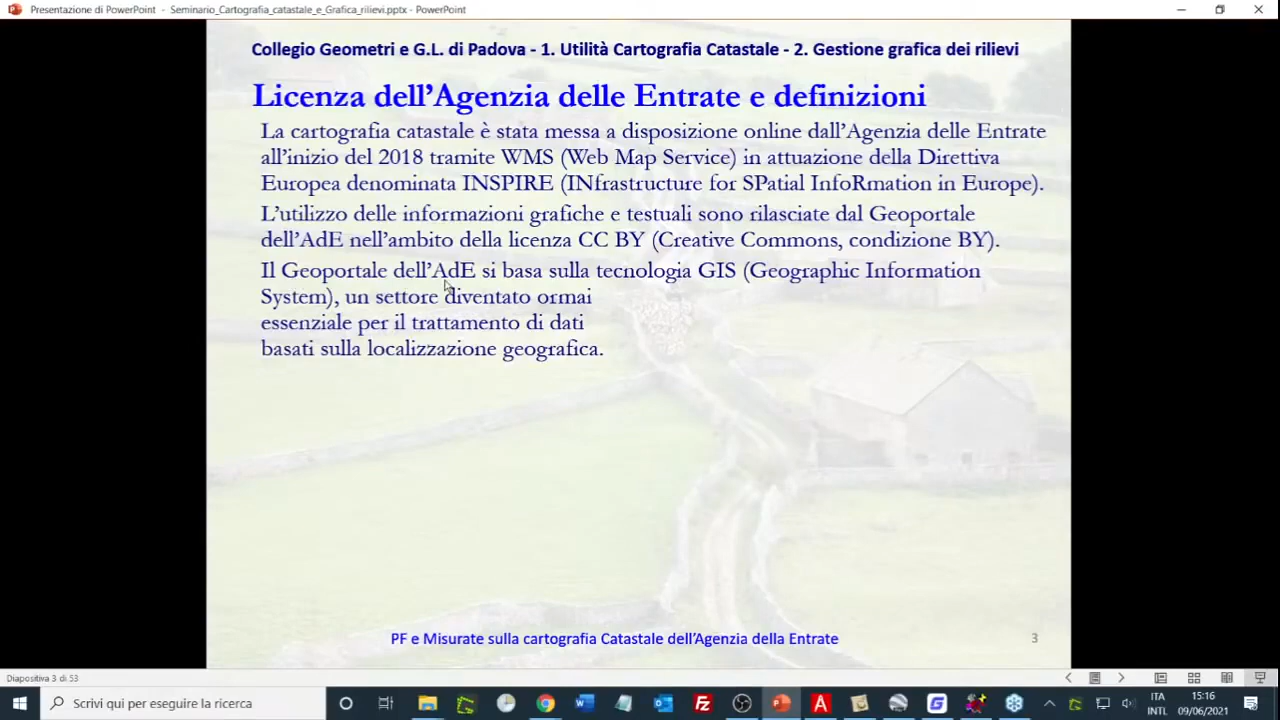 Presentazione di PowerPoint - Seminario_Cartografia_catastale_e_Grafica_rilievi.pptx - PowerPoint
Collegio Geometri e G.L. di Padova - 1. Utilità Cartografia Catastale - 2. Gestione grafica dei rilievi
Licenza dell’Agenzia delle Entrate e definizioni
La cartografia catastale è stata messa a disposizione online dall’Agenzia delle Entrate
all’inizio del 2018 tramite WMS (Web Map Service) in attuazione della Direttiva
Europea denominata INSPIRE (INfrastructure for SPatial InfoRmation in Europe).
L’utilizzo delle informazioni grafiche e testuali sono rilasciate dal Geoportale
dell’AdE nell’ambito della licenza CC BY (Creative Commons, condizione BY).
Il Geoportale dell’AdE si basa sulla tecnologia GIS (Geographic Information
System), un settore diventato ormai
essenziale per il trattamento di dati
basati sulla localizzazione geografica.
PF e Misurate sulla cartografia Catastale dell’Agenzia della Entrate
3
Diapositiva 3 di 53
Scrivi qui per eseguire la ricerca
ITA
INTL
15:16
09/06/2021